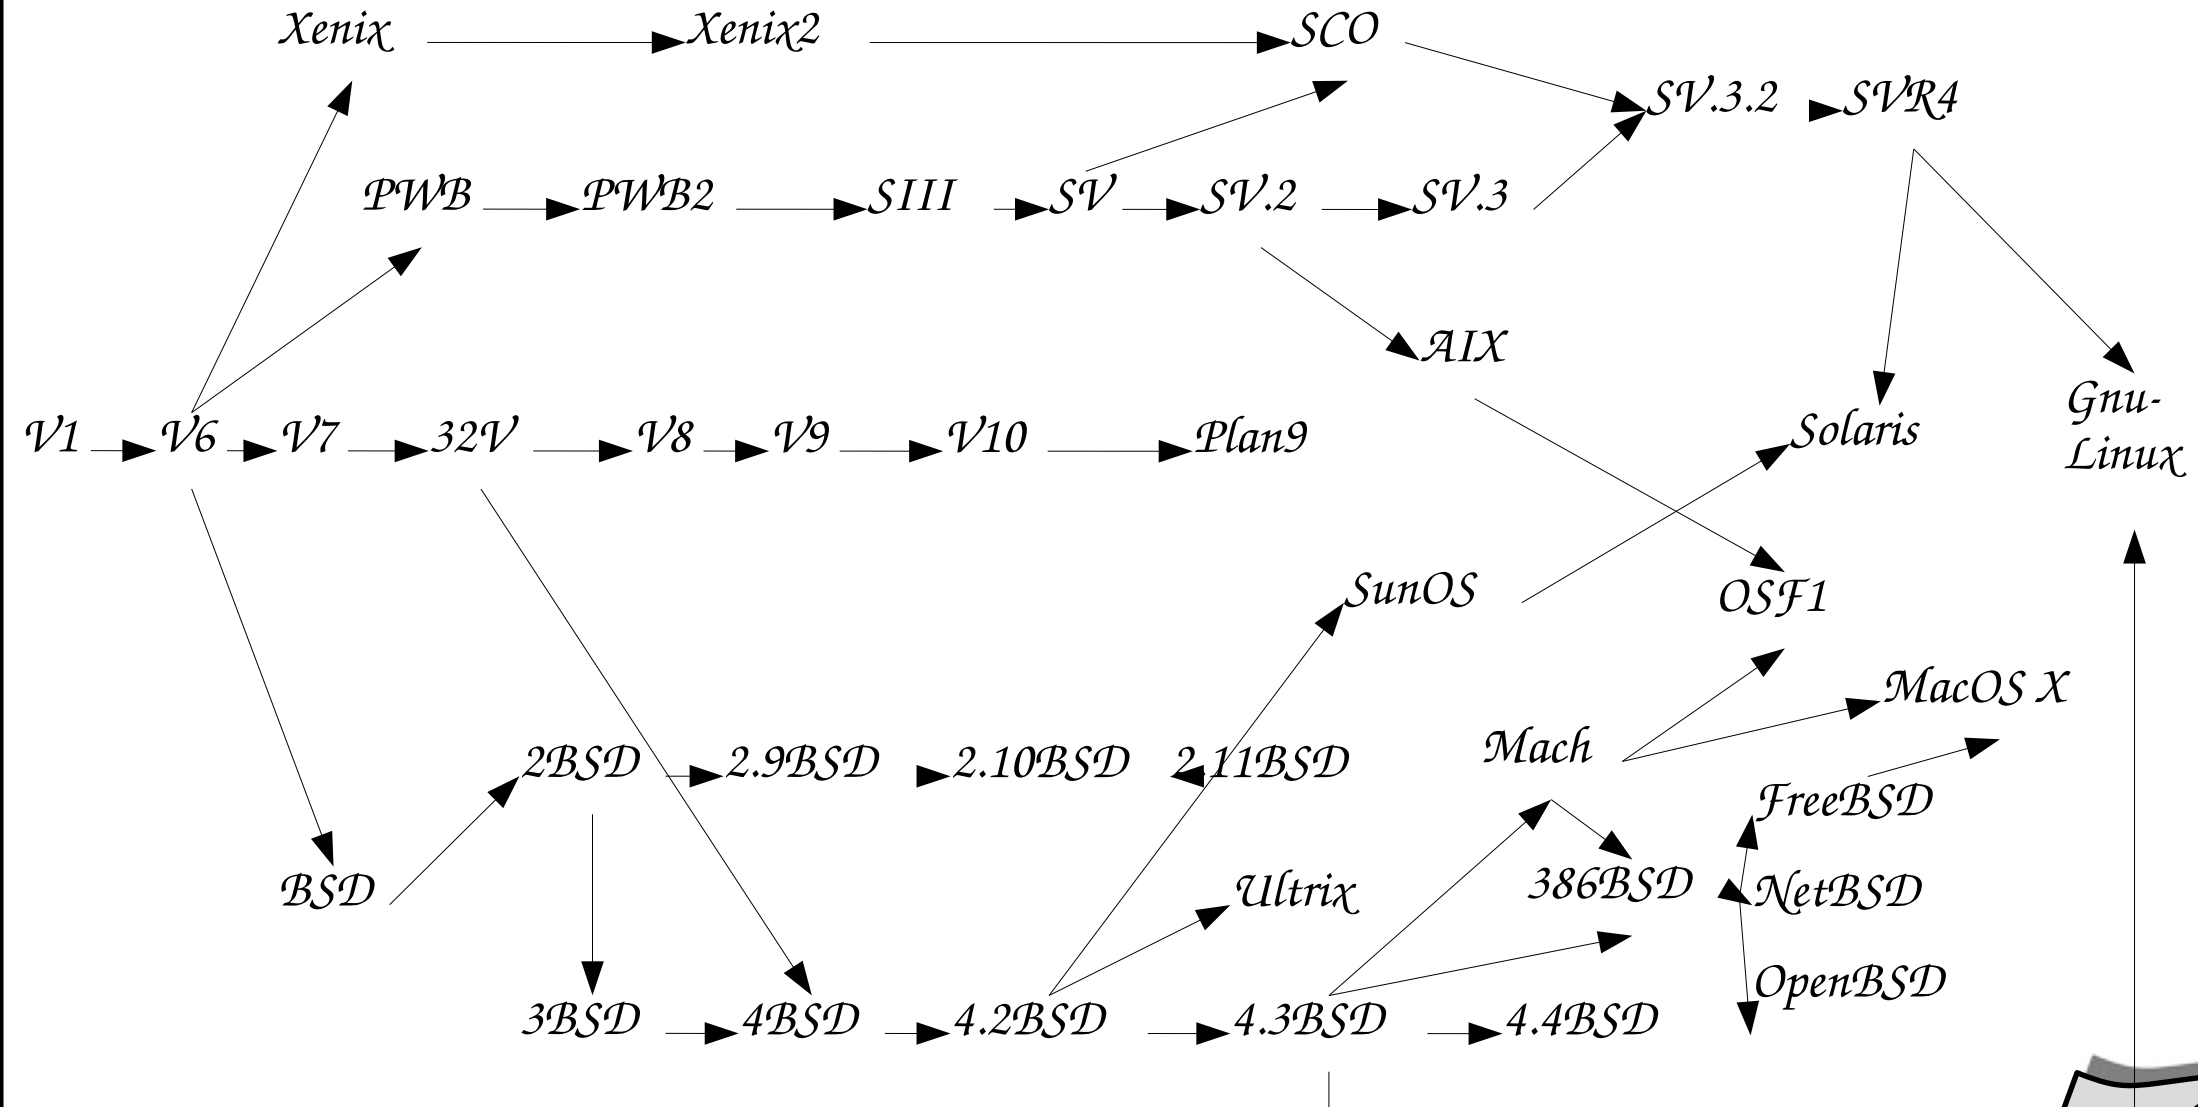 Xenix
Xenix2
SCO
SV.3.2
SVR4
PWB
PWB2
SIII
SV
SV.2
SV.3
AIX
V1
V6
V7
32V
V8
V9
V10
Plan9
Solaris
Gnu-
Linux
SunOS
OSF1
MacOS X
2BSD
2.9BSD
2.10BSD
2.11BSD
Mach
FreeBSD
BSD
Ultrix
386BSD
NetBSD
OpenBSD
3BSD
4BSD
4.2BSD
4.3BSD
4.4BSD